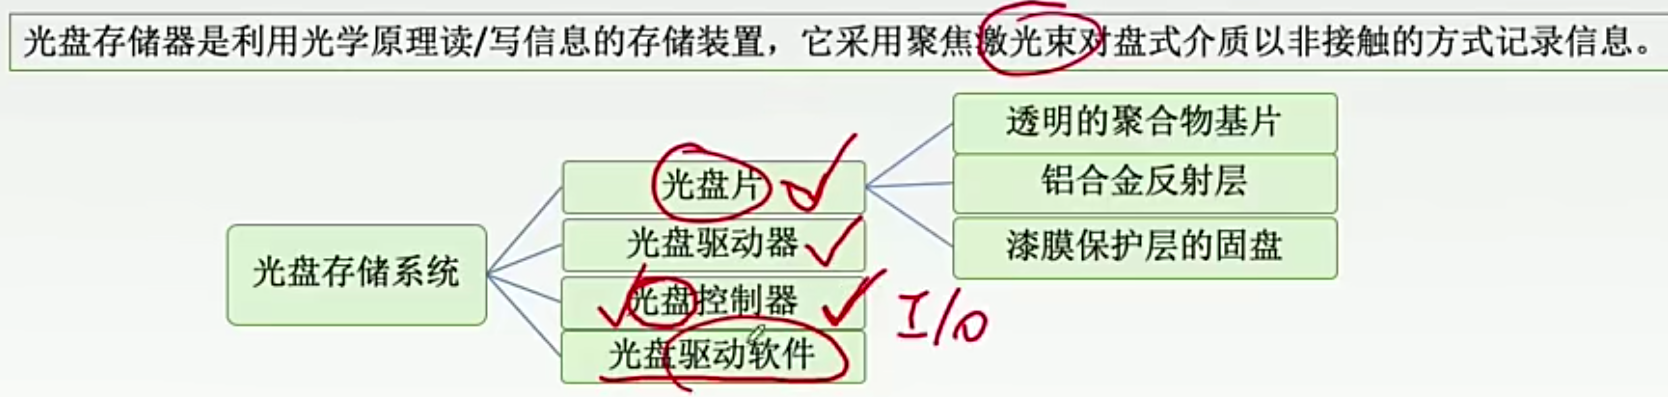 光盘存储器是利用光学原理读/写信息的存储装置，它采用聚焦激光束对盘式介质以非接触的方式记录信息。
光盘存储系统
光盘片
光盘驱动器
光盘控制器
I/O
光盘驱动软件
透明的聚合物基片
铝合金反射层
漆膜保护层的固盘